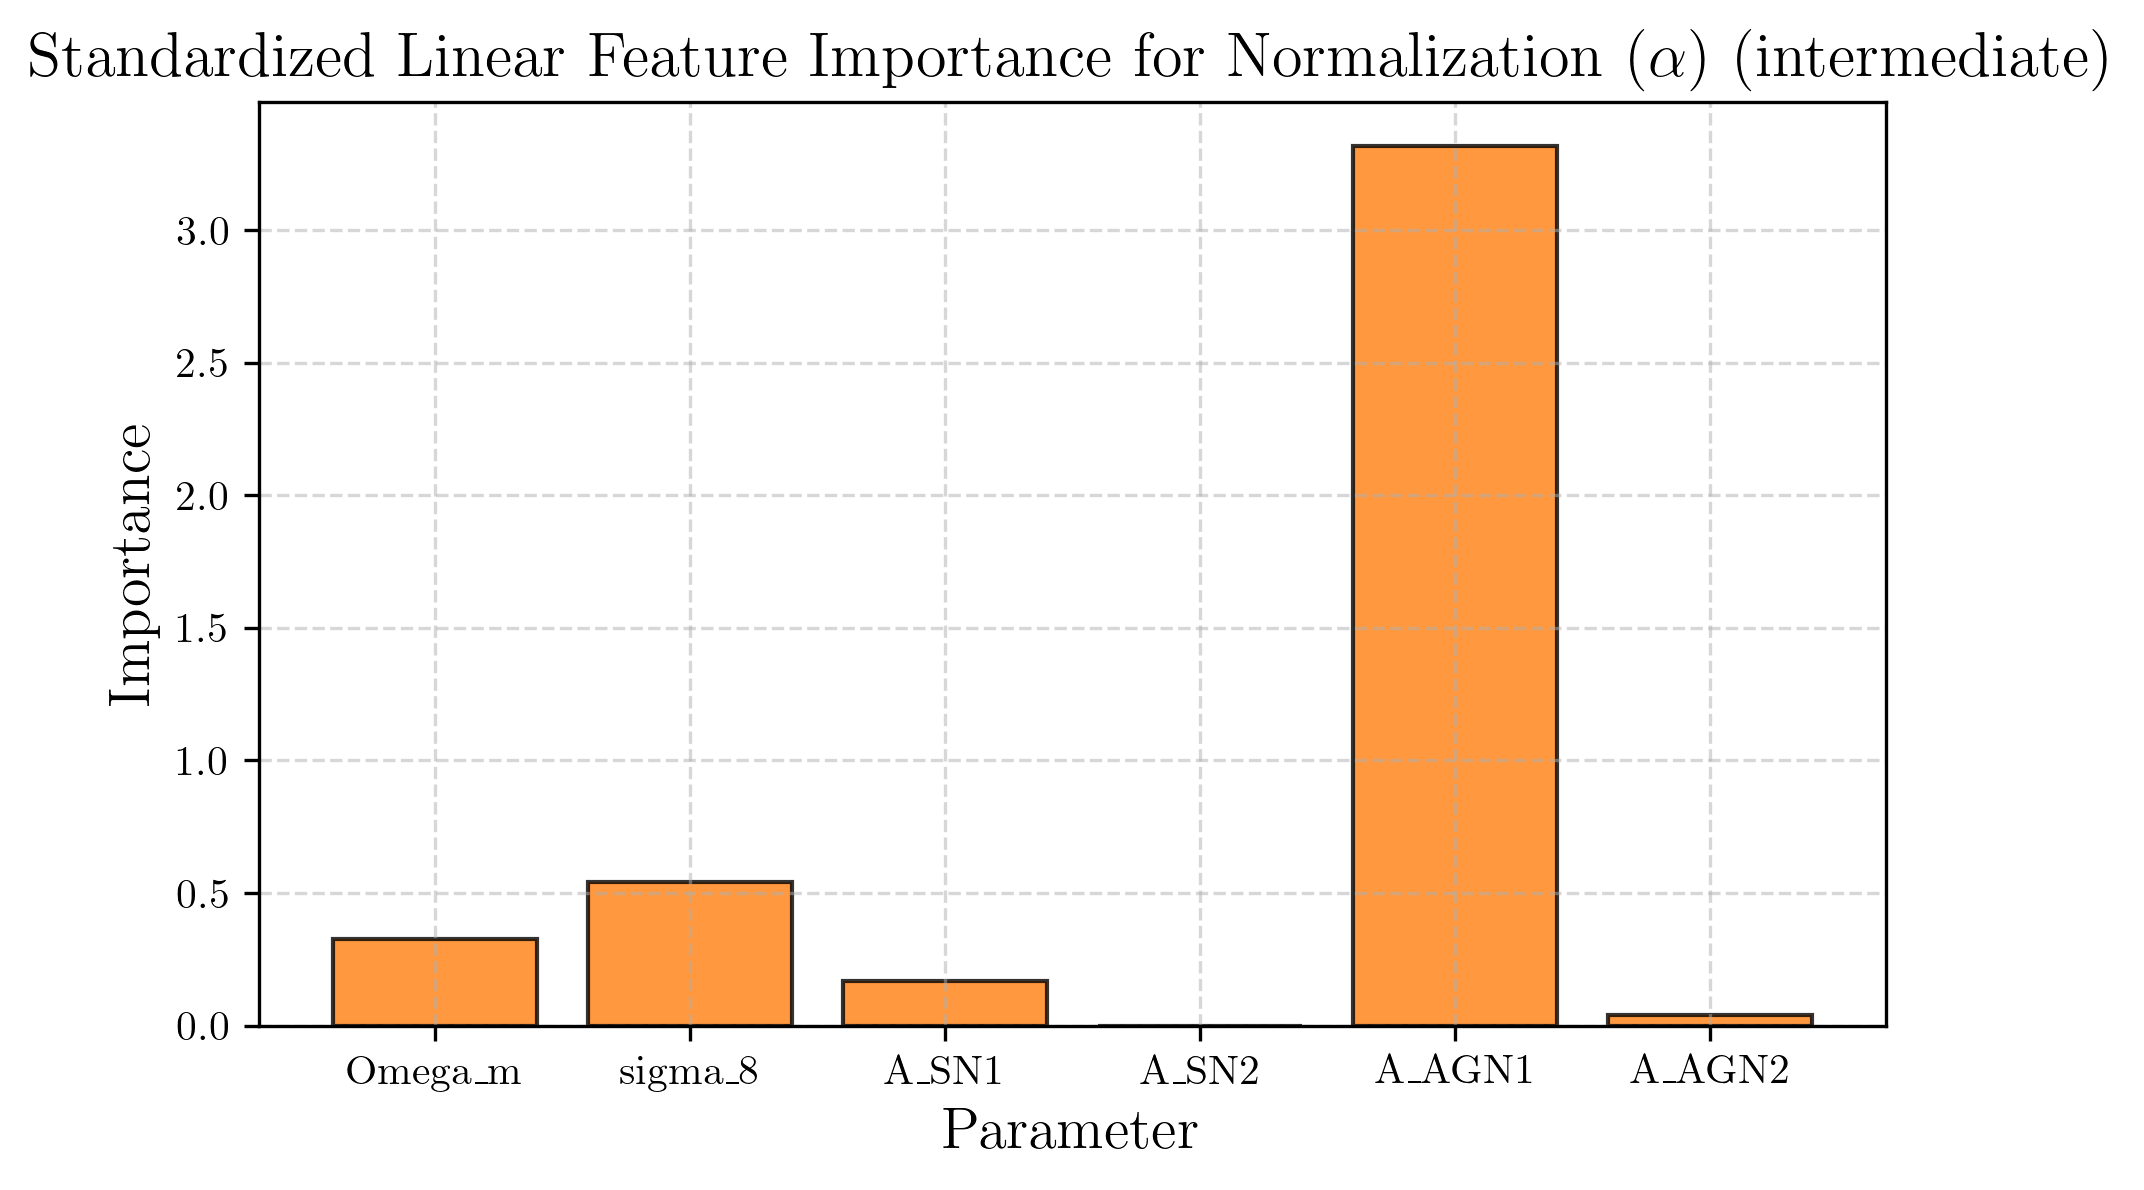 Standardized Linear Feature Importance for Normalization (α) (intermediate)
Importance
3.0
2.5
2.0
1.5
1.0
0.5
0.0
Omega_m sigma_8 A_SN1 A_SN2 A_AGN1 A_AGN2
Parameter